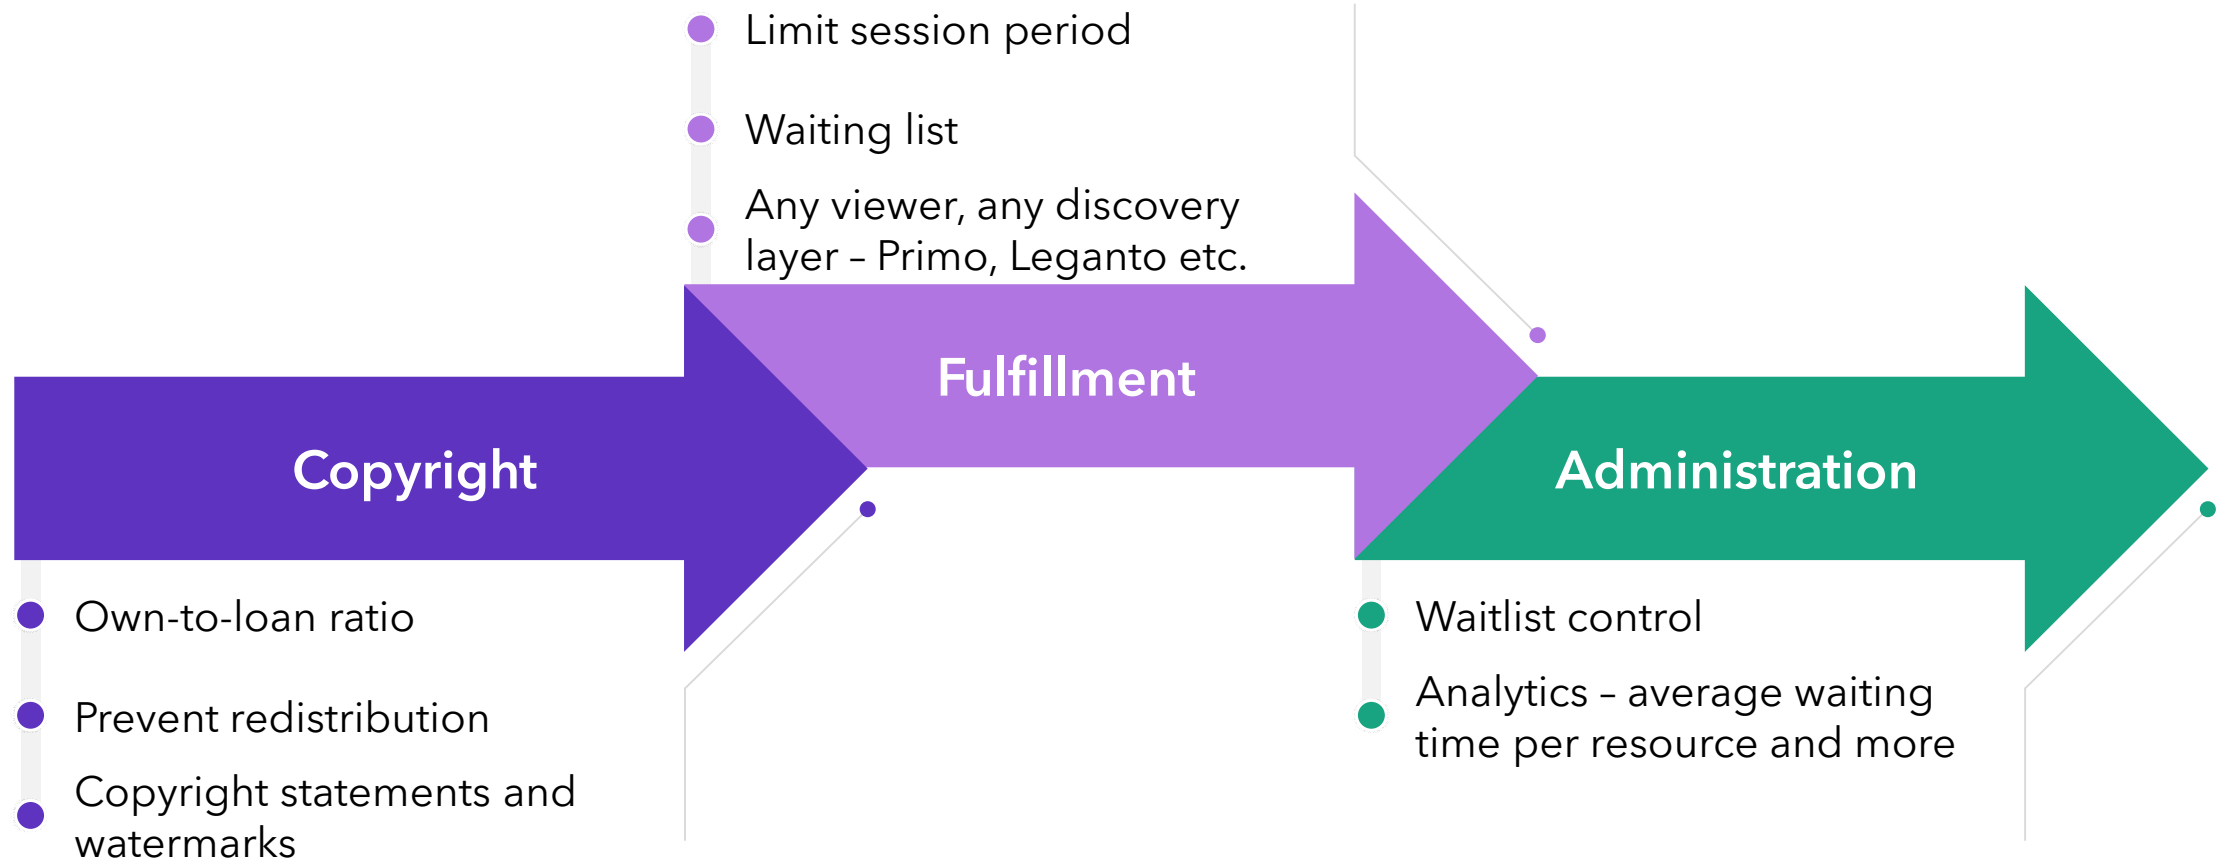 Limit session period
Waiting list
Any viewer, any discovery
layer – Primo, Leganto etc.
Fulfillment
Copyright
Administration
Own-to-loan ratio
Prevent redistribution
Copyright statements and
watermarks
Waitlist control
Analytics – average waiting
time per resource and more